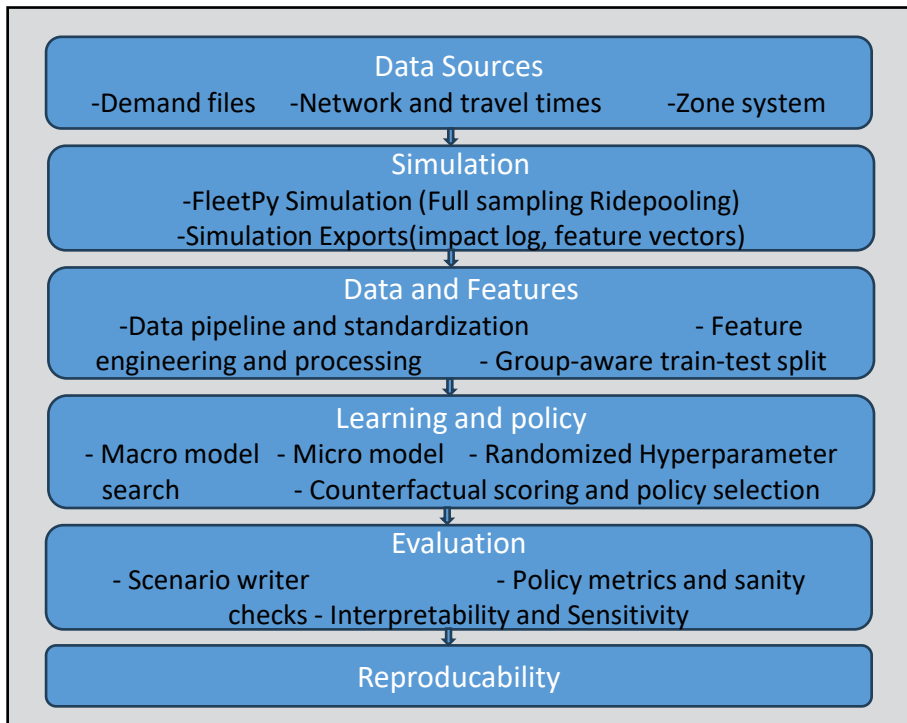 Data Sources
-Demand files -Network and travel times -Zone system
Simulation
-FleetPy Simulation (Full sampling Ridepooling)
-Simulation Exports(impact log, feature vectors)
Data and Features
-Data pipeline and standardization - Feature
engineering and processing - Group-aware train-test split
Learning and policy
- Macro model - Micro model - Randomized Hyperparameter
search - Counterfactual scoring and policy selection
Evaluation
- Scenario writer - Policy metrics and sanity
checks - Interpretability and Sensitivity
Reproducability